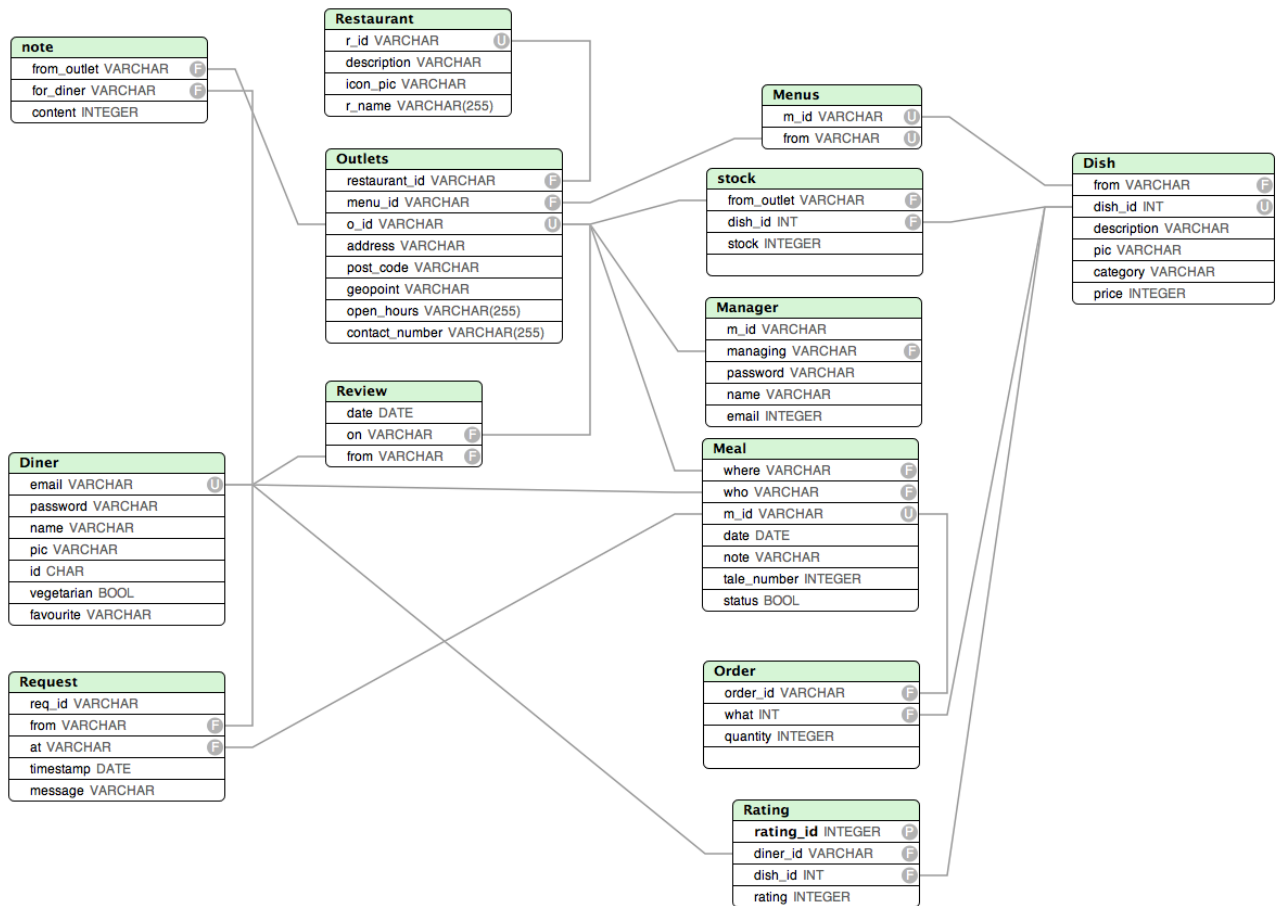 note
from_outlet VARCHAR F
for_diner VARCHAR F
content INTEGER
Restaurant
r_id VARCHAR U
description VARCHAR
icon_pic VARCHAR
r_name VARCHAR(255)
Outlets
restaurant_id VARCHAR F
menu_id VARCHAR F
o_id VARCHAR U
address VARCHAR
post_code VARCHAR
geopoint VARCHAR
open_hours VARCHAR(255)
contact_number VARCHAR(255)
Review
date DATE
on VARCHAR F
from VARCHAR F
Diner
email VARCHAR U
password VARCHAR
name VARCHAR
pic VARCHAR
id CHAR
vegetarian BOOL
favourite VARCHAR
Request
req_id VARCHAR
from VARCHAR F
at VARCHAR F
timestamp DATE
message VARCHAR
Menus
m_id VARCHAR U
from VARCHAR U
stock
from_outlet VARCHAR F
dish_id INT F
stock INTEGER
Manager
m_id VARCHAR
managing VARCHAR F
password VARCHAR
name VARCHAR
email INTEGER
Meal
where VARCHAR F
who VARCHAR F
m_id VARCHAR U
date DATE
note VARCHAR
tale_number INTEGER
status BOOL
Order
order_id VARCHAR F
what INT F
quantity INTEGER
Rating
rating_id INTEGER P
diner_id VARCHAR F
dish_id INT F
rating INTEGER
Dish
from VARCHAR F
dish_id INT U
description VARCHAR
pic VARCHAR
category VARCHAR
price INTEGER